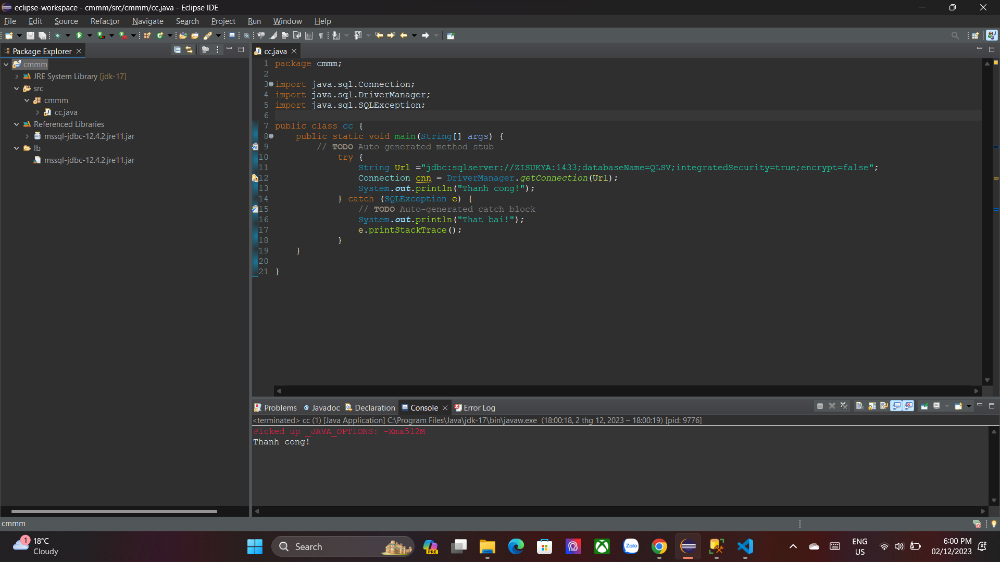 eclipse-workspace - cmmm/src/cmmm/cc.java - Eclipse IDE
File Edit Source Refactor Navigate Search Project Run Window Help
Package Explorer
cmmm
JRE System Library [jdk-17]
src
cmmm
cc.java
Referenced Libraries
mssql-jdbc-12.4.2.jre11.jar
lb
mssql-jdbc-12.4.2.jre11.jar
cc.java
1 package cmmm;
2
3 import java.sql.Connection;
4 import java.sql.DriverManager;
5 import java.sql.SQLException;
6
7 public class cc {
8 public static void main(String[] args) {
9 // TODO Auto-generated method stub
10 try {
11 String Url ="jdbc:sqlserver://ZISUKYA:1433;databaseName=QLSV;integratedSecurity=true;encrypt=false";
12 Connection cnn = DriverManager.getConnection(Url);
13 System.out.println("Thanh cong!");
14 } catch (SQLException e) {
15 // TODO Auto-generated catch block
16 System.out.println("That bai!");
17 e.printStackTrace();
18 }
19 }
20
21 }
Problems @ Javadoc Declaration Console Error Log
<terminated> cc (1) [Java Application] C:\Program Files\Java\jdk-17\bin\javaw.exe (18:00:18, 2 thg 12, 2023 – 18:00:19) [pid: 9776]
Picked up _JAVA_OPTIONS: -Xmx512M
Thanh cong!
cmmm
1
18°C
Cloudy
Search
PRE
Zalo
ENG
US
6:00 PM
02/12/2023